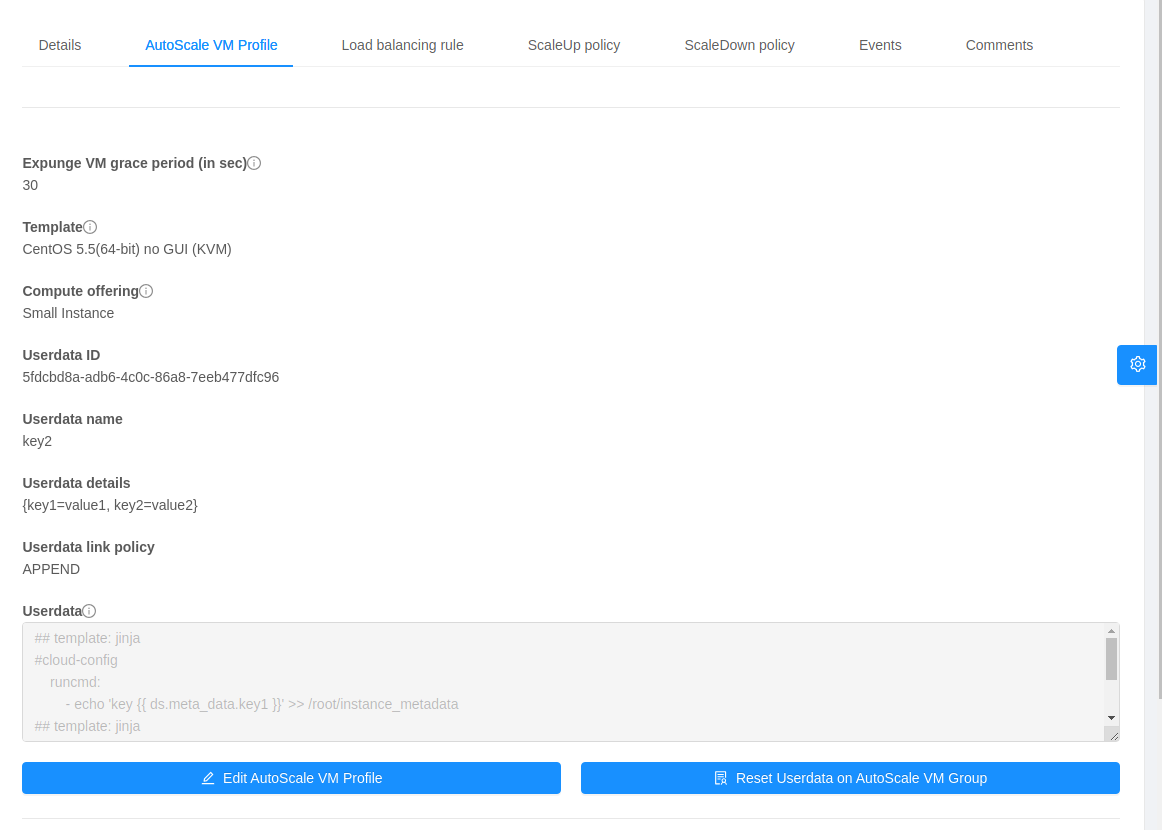 Details
AutoScale VM Profile
Load balancing rule
ScaleUp policy
ScaleDown policy
Events
Comments
Expunge VM grace period (in sec)
30
Template
CentOS 5.5(64-bit) no GUI (KVM)
Compute offering
Small Instance
Userdata ID
5fdcbd8a-adb6-4c0c-86a8-7eeb477dfc96
Userdata name
key2
Userdata details
{key1=value1, key2=value2}
Userdata link policy
APPEND
Userdata
## template: jinja
#cloud-config
runcmd:
- echo 'key {{ ds.meta_data.key1 }}' >> /root/instance_metadata
## template: jinja
Edit AutoScale VM Profile
Reset Userdata on AutoScale VM Group